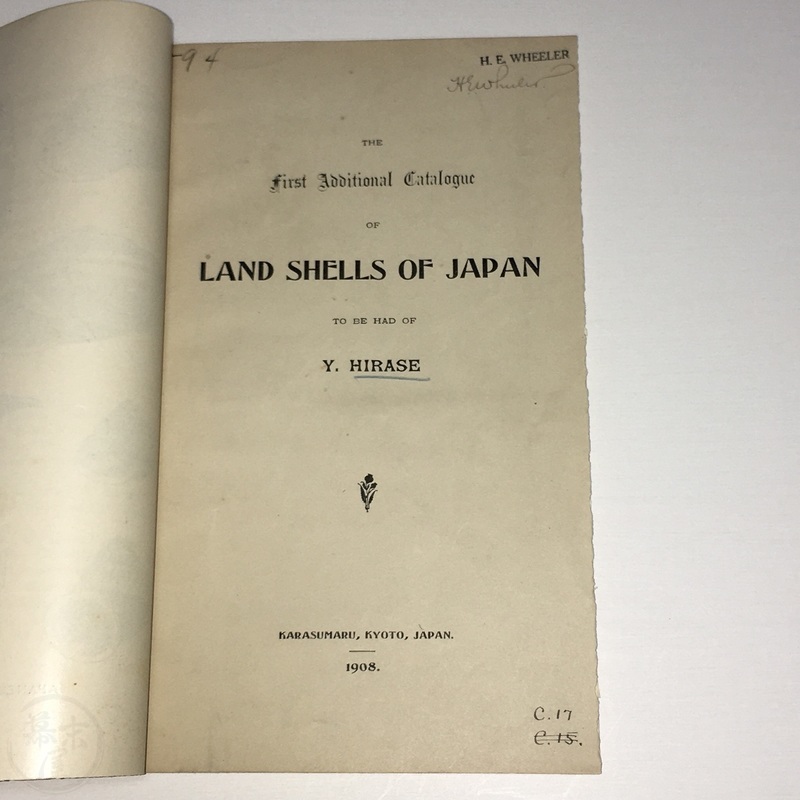 -94
H. E. WHEELER
HEWheeler
THE
First Additional Catalogue
OF
LAND SHELLS OF JAPAN
TO BE HAD OF
Y. HIRASE
KARASUMARU, KYOTO, JAPAN.
1908.
C. 17
C. 15.